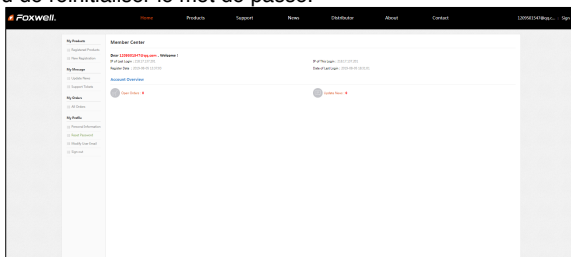 d de réinitialiser le mot de passe.
FOXWELL.
Home Products Support News Distributor About Contact
Sign
My Products
Registered Products
New Registration
My Message
Update News
Support Tickets
My Orders
All Orders
My Profile
Personal Information
Reset Password
Modify User Email
Sign out
Member Center
Dear , Welcome !
IP of Last Login :
IP of This Login :
Register Date :
Date of Last Login :
Account Overview
Open Orders : 0
Update News : 0